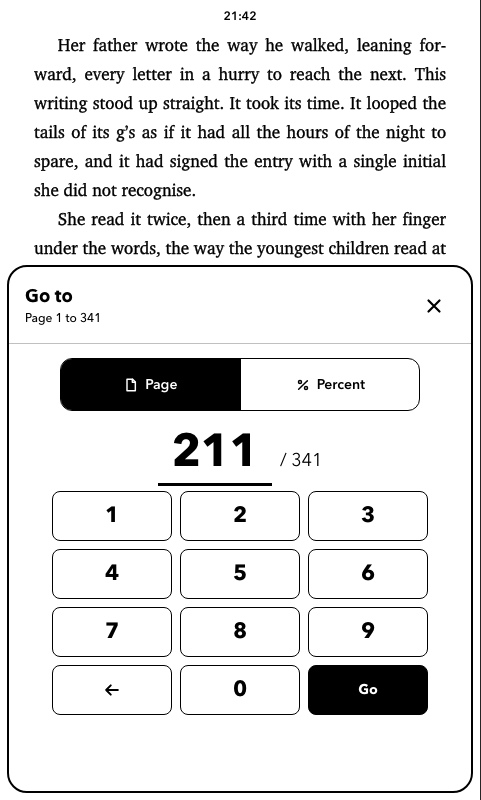 21:42
Her father wrote the way he walked, leaning for-
ward, every letter in a hurry to reach the next. This
writing stood up straight. It took its time. It looped the
tails of its g’s as if it had all the hours of the night to
spare, and it had signed the entry with a single initial
she did not recognise.
She read it twice, then a third time with her finger
under the words, the way the youngest children read at
Go to
Page 1 to 341
Page
Percent
211 / 341
1 2 3
4 5 6
7 8 9
0 Go